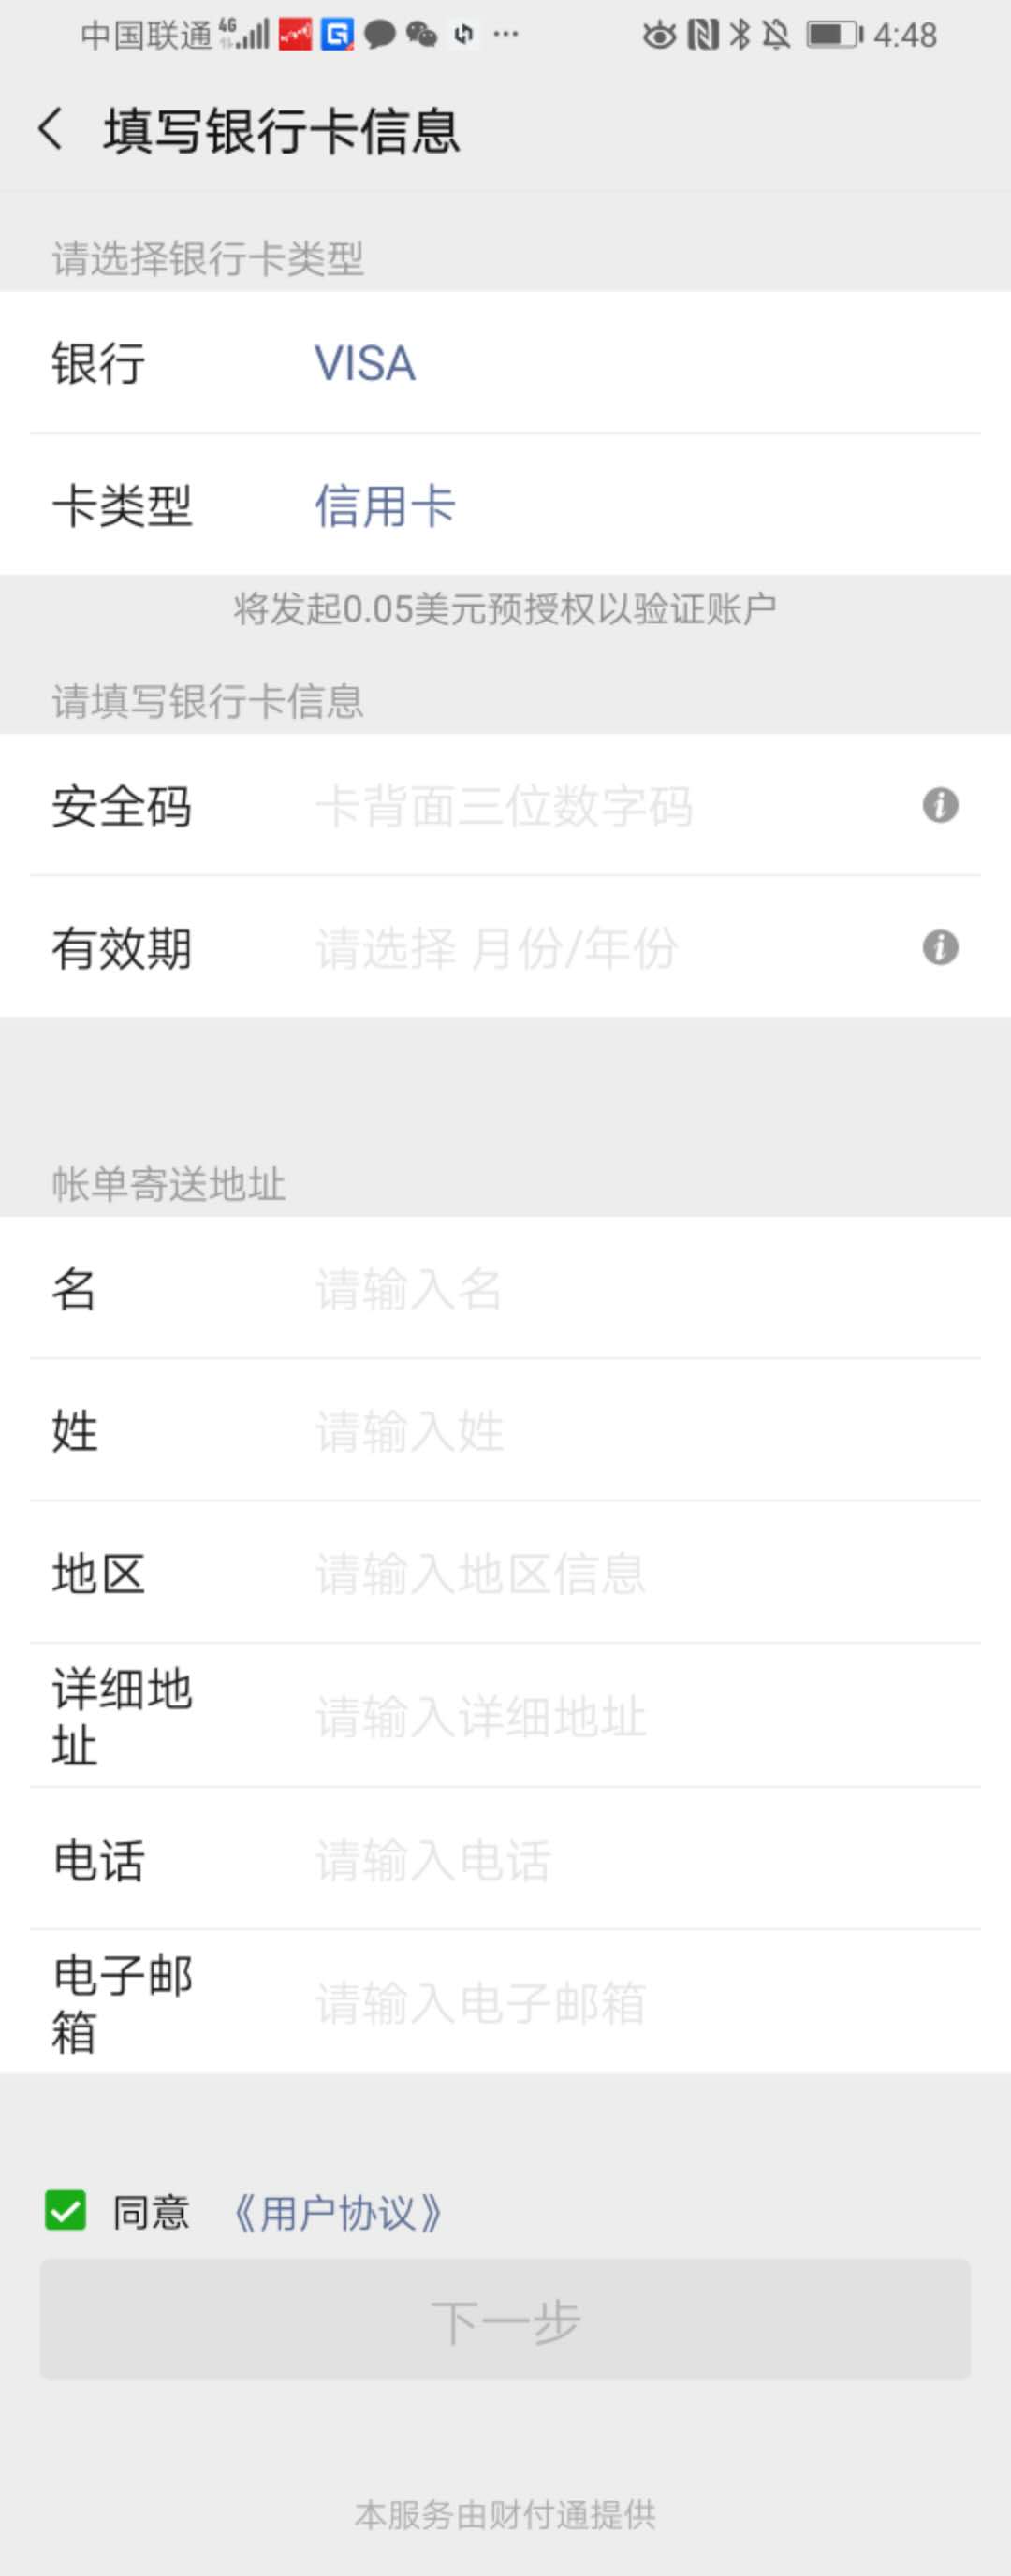 中国联通 4G 4:48
填写银行卡信息
请选择银行卡类型
银行 VISA
卡类型 信用卡
将发起0.05美元预授权以验证账户
请填写银行卡信息
安全码 卡背面三位数字码
有效期 请选择 月份/年份
帐单寄送地址
名 请输入名
姓 请输入姓
地区 请输入地区信息
详细地
址
请输入详细地址
电话 请输入电话
电子邮
箱
请输入电子邮箱
同意 《用户协议》
下一步
本服务由财付通提供